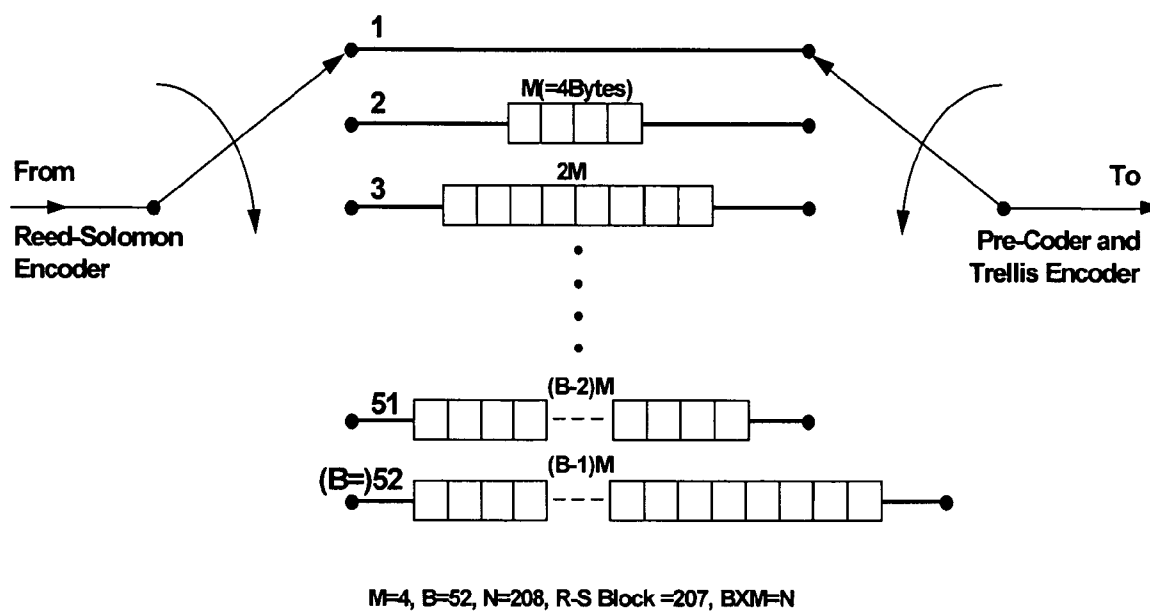 1
M(=4Bytes)
2
2M
3
From
Reed-Solomon
Encoder
To
Pre-Coder and
Trellis Encoder
(B-2)M
51
(B-1)M
(B=)52
M=4, B=52, N=208, R-S Block =207, BXM=N